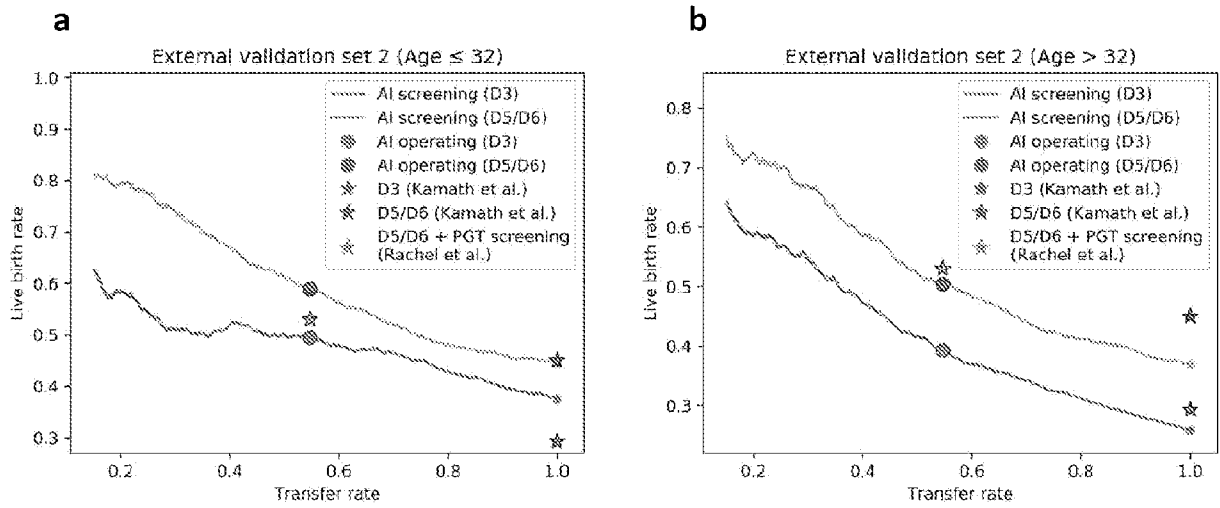 a
External validation set 2 (Age ≤ 32)
1.0
0.9
0.8
0.7
0.6
0.5
0.4
0.3
Live birth rate
0.2
0.4
0.6
0.8
1.0
Transfer rate
AI screening (D3)
AI screening (D5/D6)
AI operating (D3)
AI operating (D5/D6)
D3 (Kamath et al.)
D5/D6 (Kamath et al.)
D5/D6 + PGT screening
(Rachel et al.)
b
External validation set 2 (Age > 32)
0.8
0.7
0.6
0.5
0.4
0.3
Live birth rate
0.2
0.4
0.6
0.8
1.0
Transfer rate
AI screening (D3)
AI screening (D5/D6)
AI operating (D3)
AI operating (D5/D6)
D3 (Kamath et al.)
D5/D6 (Kamath et al.)
D5/D6 + PGT screening
(Rachel et al.)